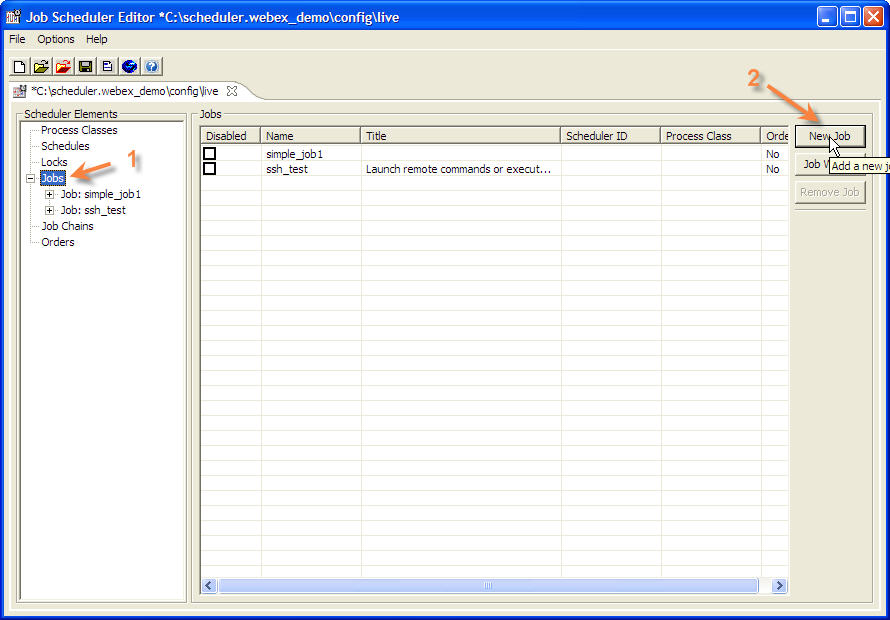 Job Scheduler Editor *C:\scheduler.webex_demo\config\live
File Options Help
*C:\scheduler.webex_demo\config\live
Scheduler Elements
Process Classes
Schedules
Locks
Jobs
Job: simple_job1
Job: ssh_test
Job Chains
Orders
1
Jobs
Disabled Name Title Scheduler ID Process Class Orde
simple_job1 No
ssh_test Launch remote commands or execut... No
2
New Job
Job W
Add a new jo
Remove Job